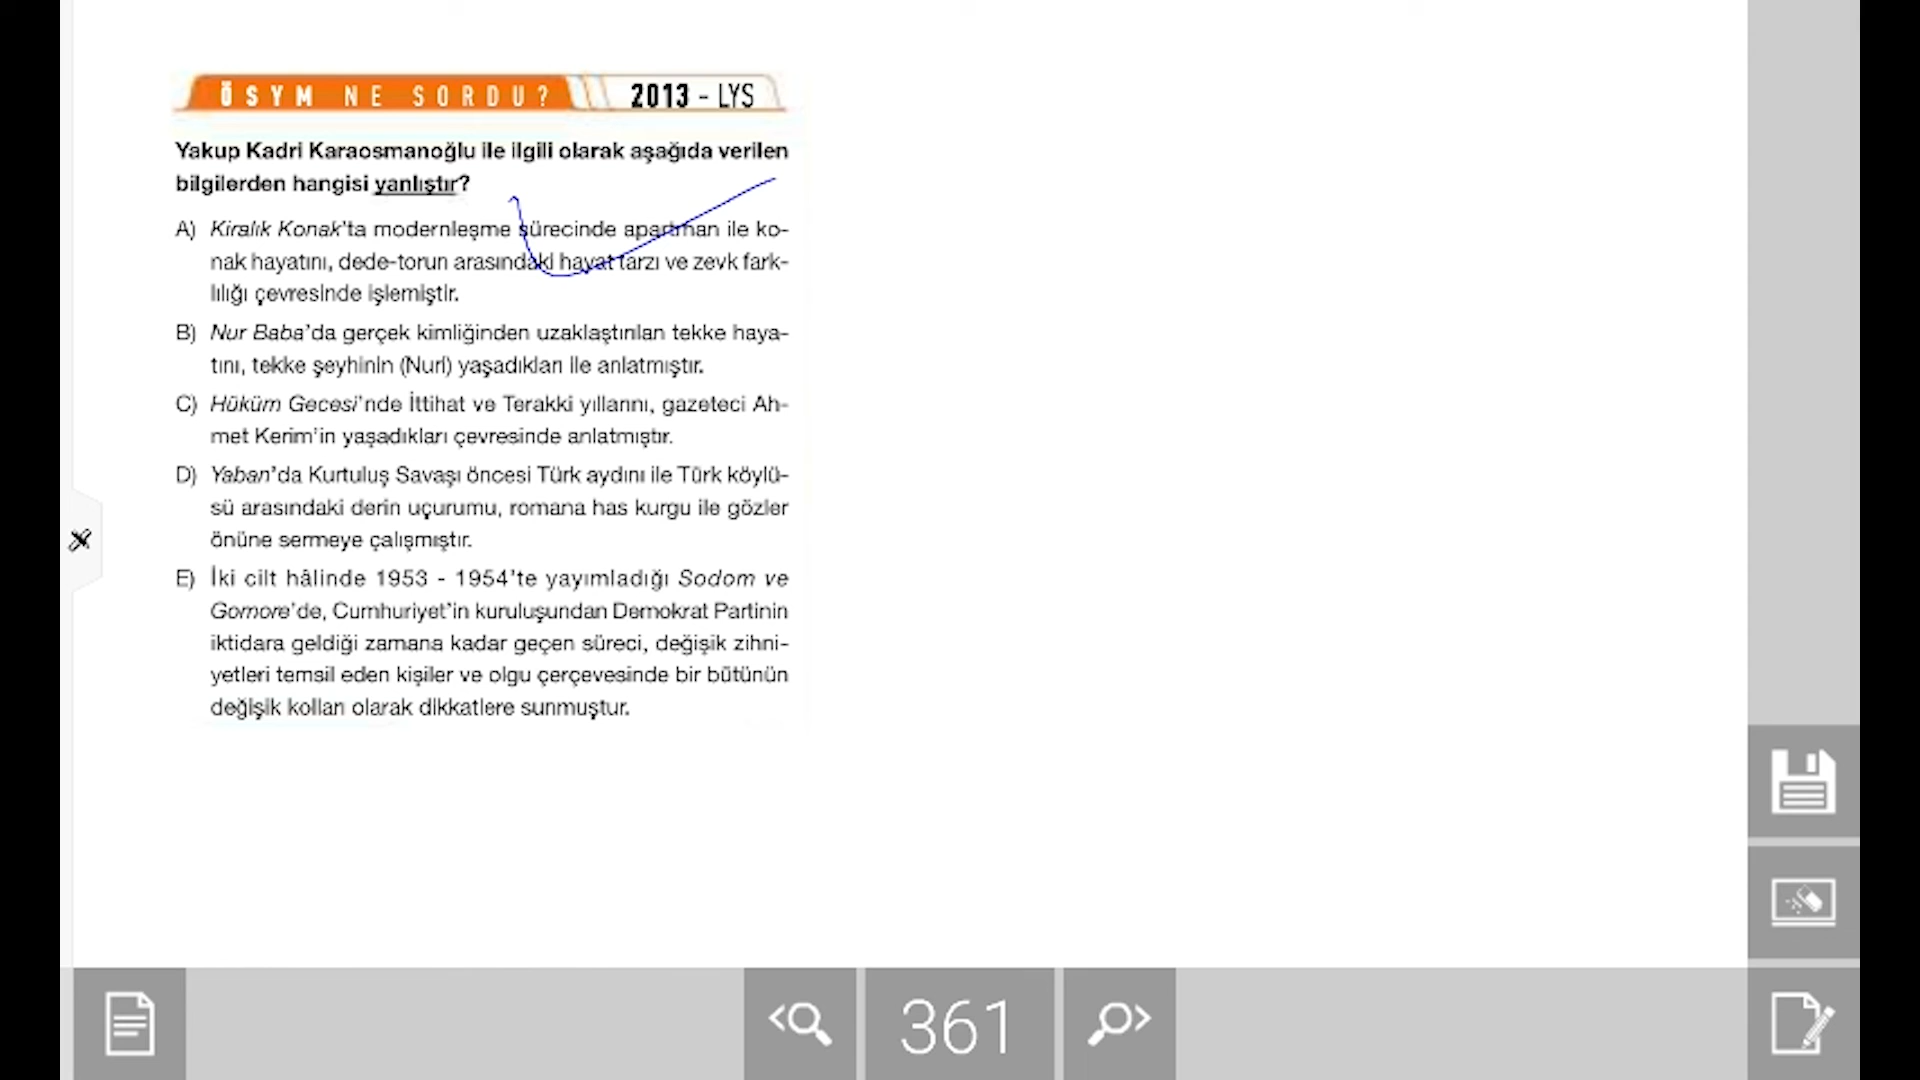 ÖSYM NE SORDU? 2013 - LYS
Yakup Kadri Karaosmanoğlu ile ilgili olarak aşağıda verilen
bilgilerden hangisi yanlıştır?
A) Kiralık Konak'ta modernleşme sürecinde apartman ile ko-
nak hayatını, dede-torun arasındaki hayat tarzı ve zevk fark-
lılığı çevresinde işlemiştir.
B) Nur Baba'da gerçek kimliğinden uzaklaştırılan tekke haya-
tını, tekke şeyhinin (Nuri) yaşadıkları ile anlatmıştır.
C) Hüküm Gecesi'nde İttihat ve Terakki yıllarını, gazeteci Ah-
met Kerim'in yaşadıkları çevresinde anlatmıştır.
D) Yaban'da Kurtuluş Savaşı öncesi Türk aydını ile Türk köylü-
sü arasındaki derin uçurumu, romana has kurgu ile gözler
önüne sermeye çalışmıştır.
E) İki cilt hâlinde 1953 - 1954'te yayımladığı Sodom ve
Gomore'de, Cumhuriyet'in kuruluşundan Demokrat Partinin
iktidara geldiği zamana kadar geçen süreci, değişik zihni-
yetleri temsil eden kişiler ve olgu çerçevesinde bir bütünün
değişik kolları olarak dikkatlere sunmuştur.
361